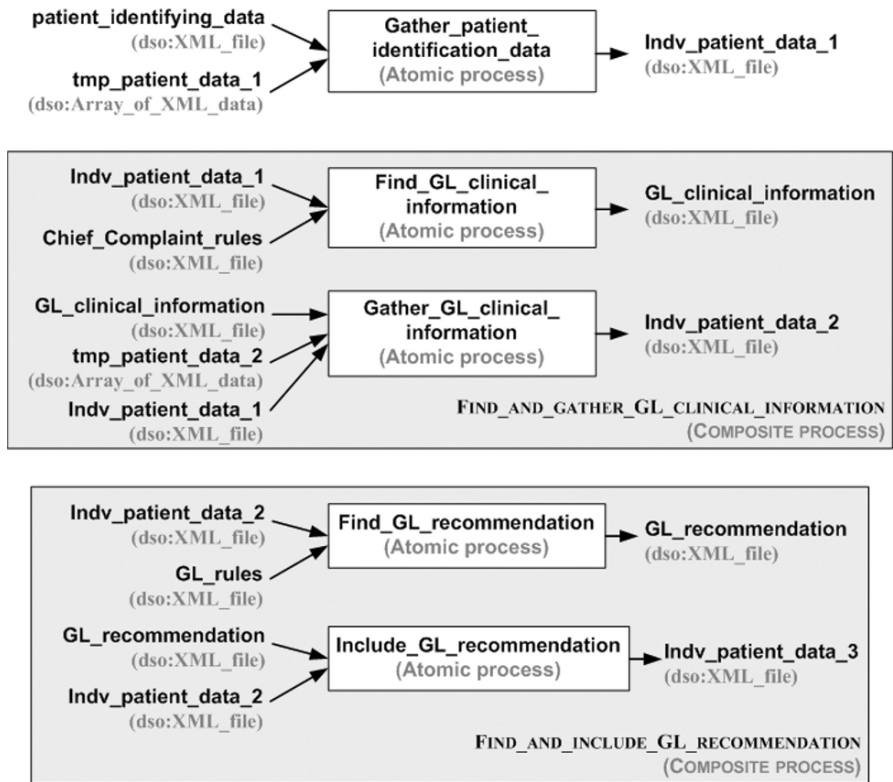 patient_identifying_data
(dso:XML_file)
tmp_patient_data_1
(dso:Array_of_XML_data)
Gather_patient_
identification_data
(Atomic process)
Indv_patient_data_1
(dso:XML_file)
Indv_patient_data_1
(dso:XML_file)
Chief_Complaint_rules
(dso:XML_file)
Find_GL_clinical_
information
(Atomic process)
GL_clinical_information
(dso:XML_file)
GL_clinical_information
(dso:XML_file)
tmp_patient_data_2
(dso:Array_of_XML_data)
Indv_patient_data_1
(dso:XML_file)
Gather_GL_clinical_
information
(Atomic process)
Indv_patient_data_2
(dso:XML_file)
FIND_AND_GATHER_GL_CLINICAL_INFORMATION
(COMPOSITE PROCESS)
Indv_patient_data_2
(dso:XML_file)
GL_rules
(dso:XML_file)
Find_GL_recommendation
(Atomic process)
GL_recommendation
(dso:XML_file)
GL_recommendation
(dso:XML_file)
Indv_patient_data_2
(dso:XML_file)
Include_GL_recommendation
(Atomic process)
Indv_patient_data_3
(dso:XML_file)
FIND_AND_INCLUDE_GL_RECOMMENDATION
(COMPOSITE PROCESS)